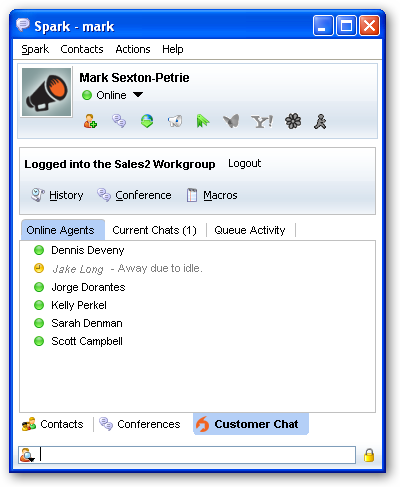 Spark - mark
Spark Contacts Actions Help
Mark Sexton-Petrie
Online
Y!
Logged into the Sales2 Workgroup Logout
History Conference Macros
Online Agents Current Chats (1) Queue Activity
Dennis Deveny
Jake Long - Away due to idle.
Jorge Dorantes
Kelly Perkel
Sarah Denman
Scott Campbell
Contacts Conferences Customer Chat